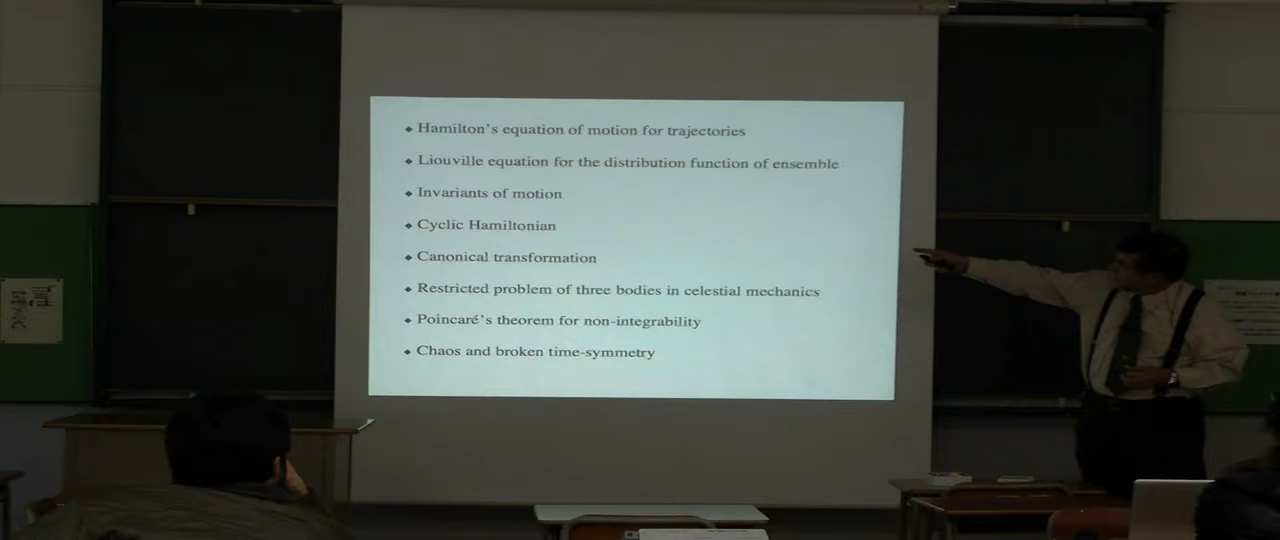 Hamilton's equation of motion for trajectories
Liouville equation for the distribution function of ensemble
Invariants of motion
Cyclic Hamiltonian
Canonical transformation
Restricted problem of three bodies in celestial mechanics
Poincaré's theorem for non-integrability
Chaos and broken time-symmetry